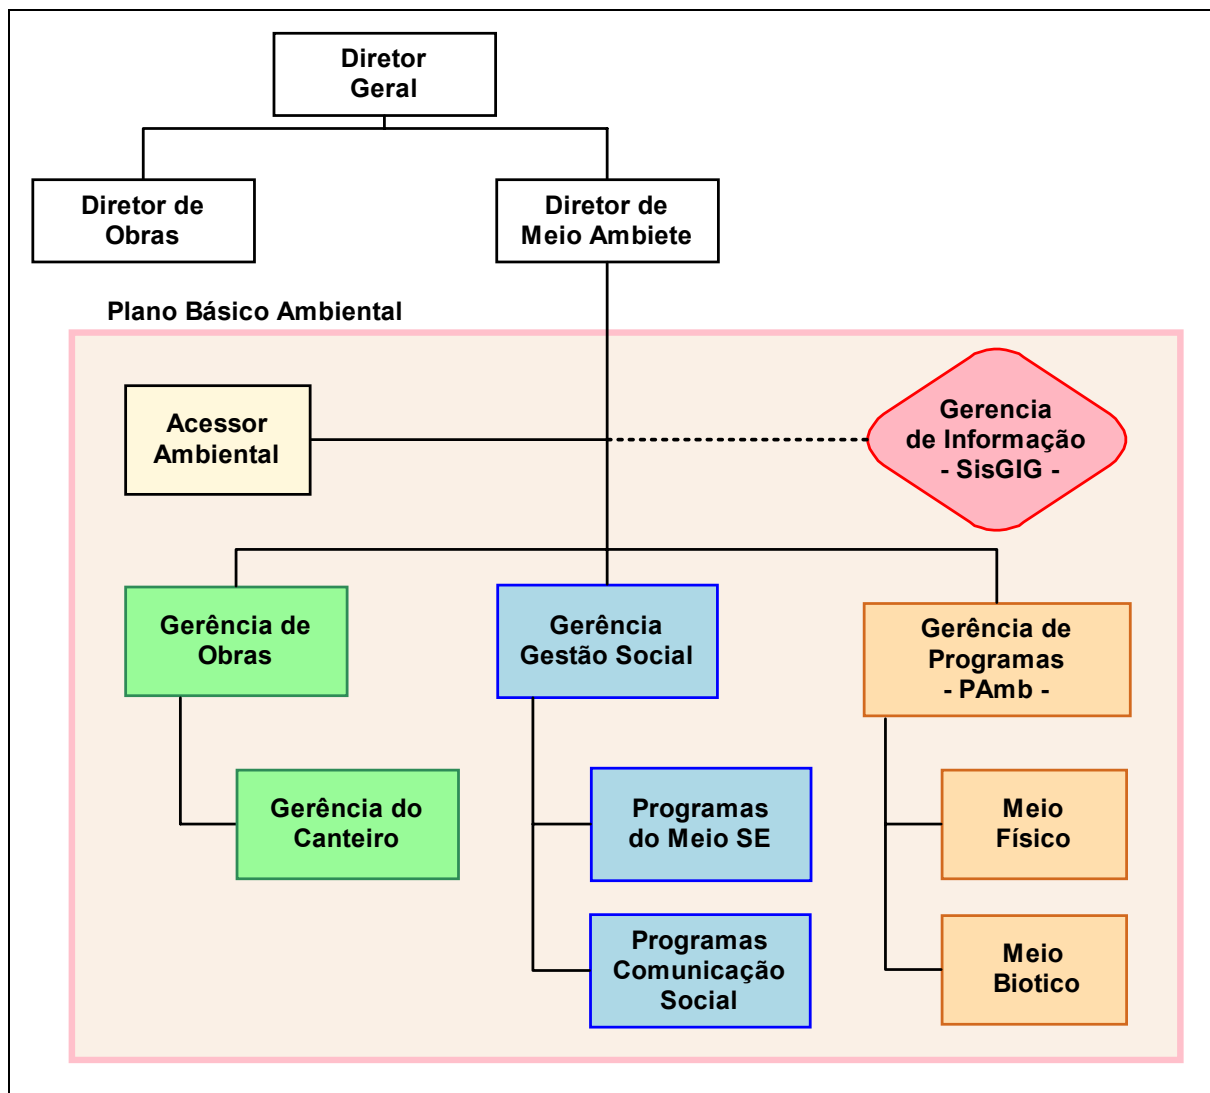 Diretor
Geral
Diretor de
Obras
Diretor de
Meio Ambiete
Plano Básico Ambiental
Acessor
Ambiental
Gerencia
de Informação
- SisGIG -
Gerência de
Obras
Gerência
Gestão Social
Gerência de
Programas
- PAmb -
Gerência do
Canteiro
Programas
do Meio SE
Meio
Físico
Programas
Comunicação
Social
Meio
Biotico